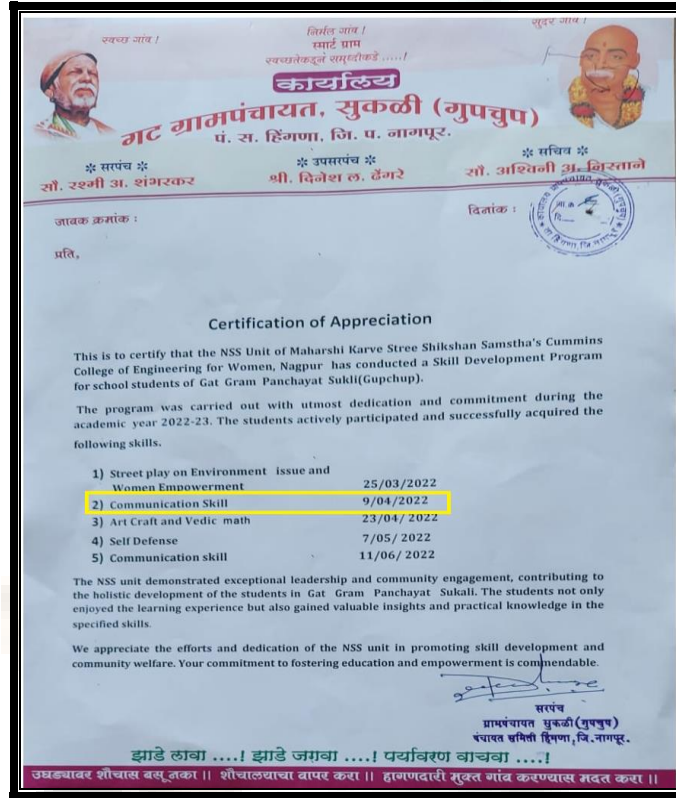 स्वच्छ गांव !
निर्मल गांव !
सुंदर गांव !
स्मार्ट ग्राम
स्वच्छतेकडून समृध्दीकडे .....!
कार्यालय
गट ग्रामपंचायत, सुकळी (गुपचुप)
पं. स. हिंगणा, जि. प. नागपूर.
❊ सरपंच ❊
❊ उपसरपंच ❊
❊ सचिव ❊
सौ. रश्मी अ. शंभरकर
श्री. दिनेश ल. ढेंगरे
सौ. अश्विनी अ. निस्ताने
जावक क्रमांक :
दिनांक :
प्रति,
Certification of Appreciation
This is to certify that the NSS Unit of Maharshi Karve Stree Shikshan Samstha's Cummins
College of Engineering for Women, Nagpur has conducted a Skill Development Program
for school students of Gat Gram Panchayat Sukli(Gupchup).
The program was carried out with utmost dedication and commitment during the
academic year 2022-23. The students actively participated and successfully acquired the
following skills.
1) Street play on Environment issue and
Women Empowerment 25/03/2022
2) Communication Skill 9/04/2022
3) Art Craft and Vedic math 23/04/ 2022
4) Self Defense 7/05/ 2022
5) Communication skill 11/06/ 2022
The NSS unit demonstrated exceptional leadership and community engagement, contributing to
the holistic development of the students in Gat Gram Panchayat Sukali. The students not only
enjoyed the learning experience but also gained valuable insights and practical knowledge in the
specified skills.
We appreciate the efforts and dedication of the NSS unit in promoting skill development and
community welfare. Your commitment to fostering education and empowerment is commendable.
सरपंच
ग्रामपंचायत सुकळी(गुपचुप)
पंचायत समिती हिंगणा, जि.नागपूर.
झाडे लावा ....! झाडे जगवा ....! पर्यावरण वाचवा ....!
उघड्यावर शौचास बसू नका।। शौचालयाचा वापर करा।। हागणदारी मुक्त गांव करण्यास मदत करा।।